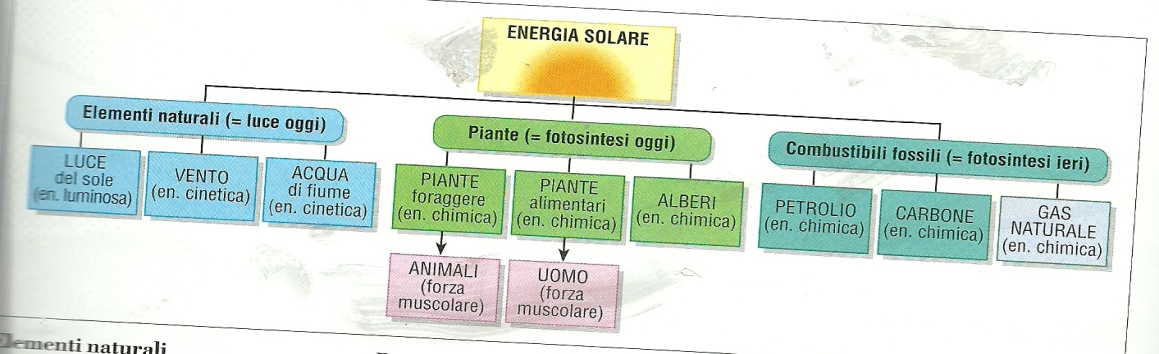 ENERGIA SOLARE
Elementi naturali (= luce oggi)
Piante (= fotosintesi oggi)
Combustibili fossili (= fotosintesi ieri)
LUCE
del sole
(en. luminosa)
VENTO
(en. cinetica)
ACQUA
di fiume
(en. cinetica)
PIANTE
foraggere
(en. chimica)
PIANTE
alimentari
(en. chimica)
ALBERI
(en. chimica)
PETROLIO
(en. chimica)
CARBONE
(en. chimica)
GAS
NATURALE
(en. chimica)
ANIMALI
(forza
muscolare)
UOMO
(forza
muscolare)
Elementi naturali